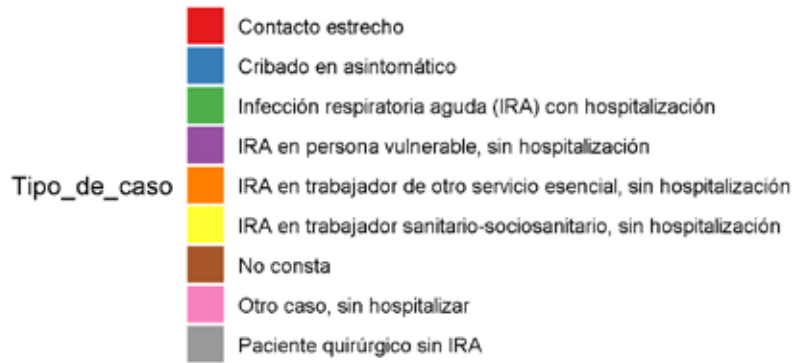 Contacto estrecho
Cribado en asintomático
Infección respiratoria aguda (IRA) con hospitalización
IRA en persona vulnerable, sin hospitalización
Tipo_de_caso
IRA en trabajador de otro servicio esencial, sin hospitalización
IRA en trabajador sanitario-sociosanitario, sin hospitalización
No consta
Otro caso, sin hospitalizar
Paciente quirúrgico sin IRA